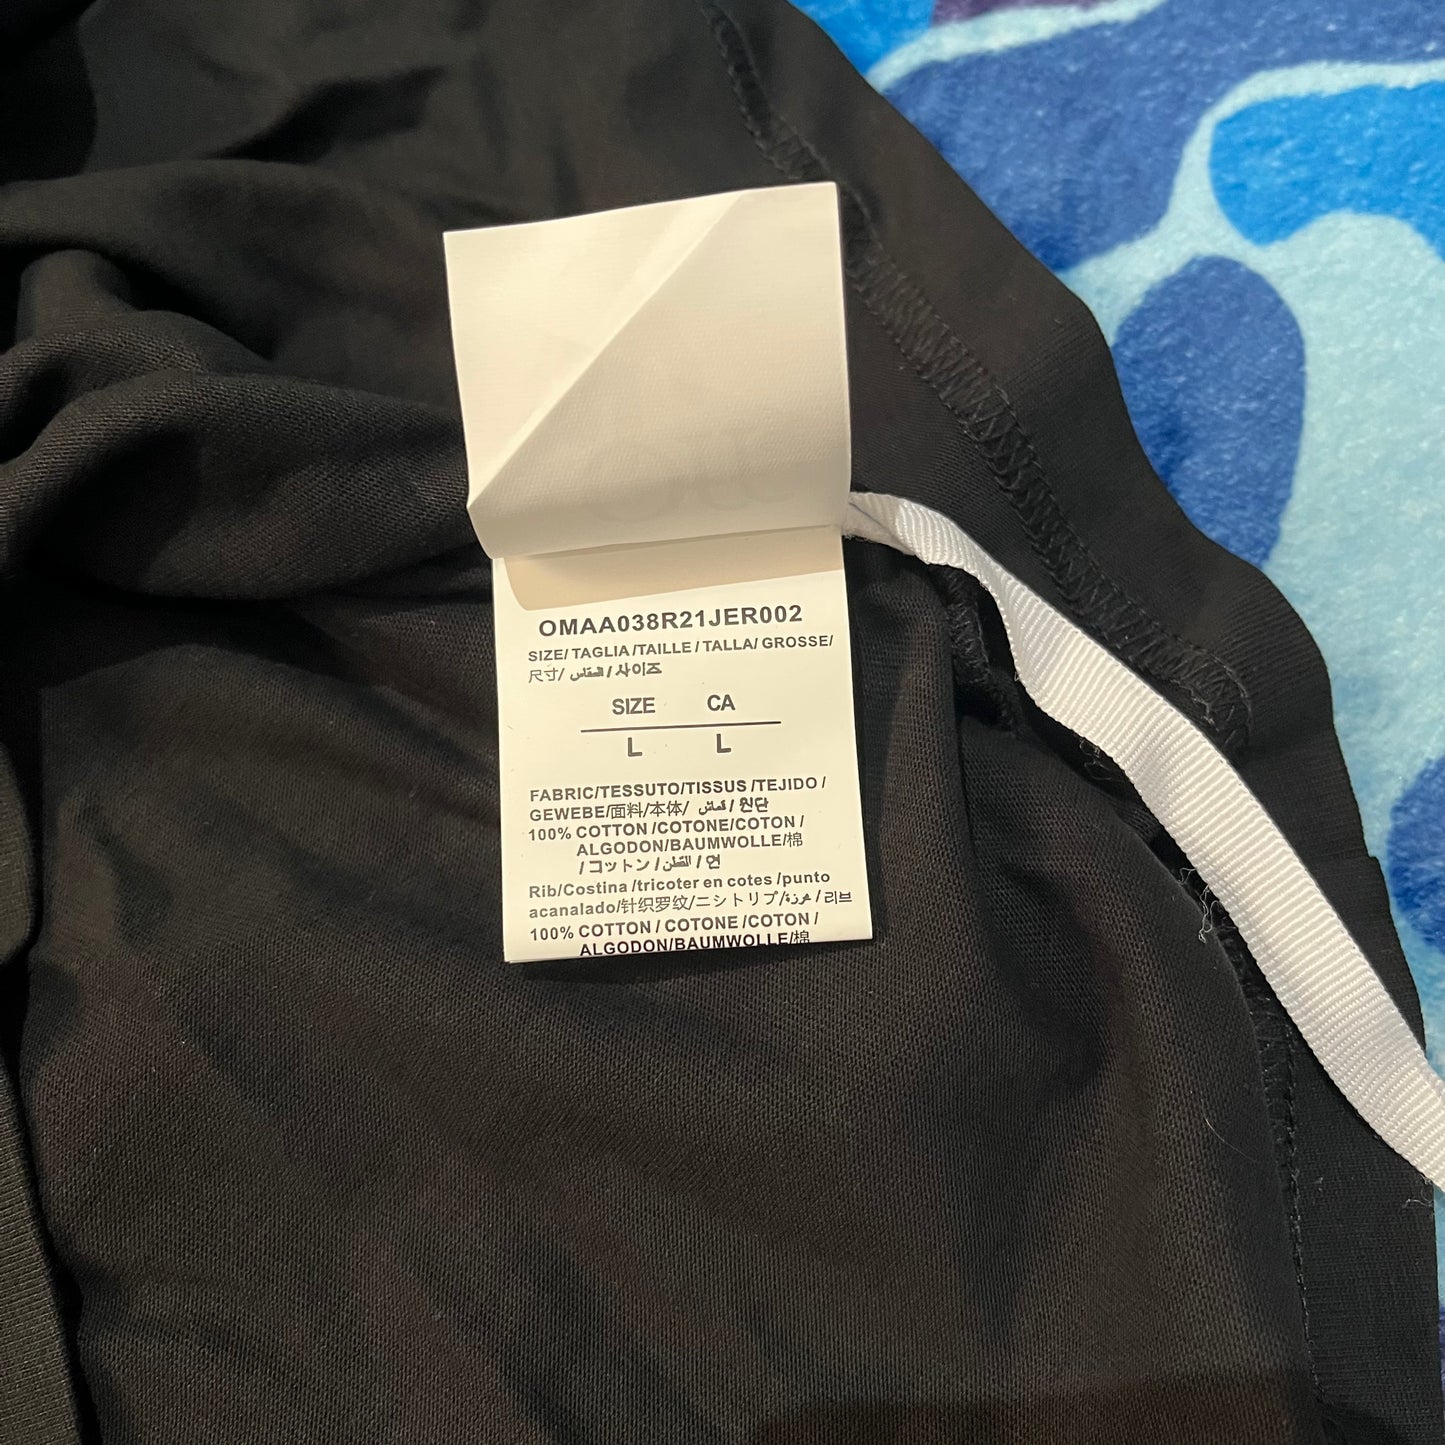 OMAA038R21JER002
SIZE/ TAGLIA /TAILLE / TALLA/ GROSSE/
尺寸/ المقاس / 사이즈
SIZE CA
L L
FABRIC/TESSUTO/TISSUS /TEJIDO /
GEWEBE/面料/本体/ قماش / 원단
100% COTTON /COTONE/COTON /
ALGODON/BAUMWOLLE/棉
/コットン / القطن / 면
Rib/Costina /tricoter en cotes /punto
acanalado/针织罗纹/ニシトリプ/ غرزة / 리브
100% COTTON / COTONE /COTON /
ALGODON/BAUMWOLLE/棉